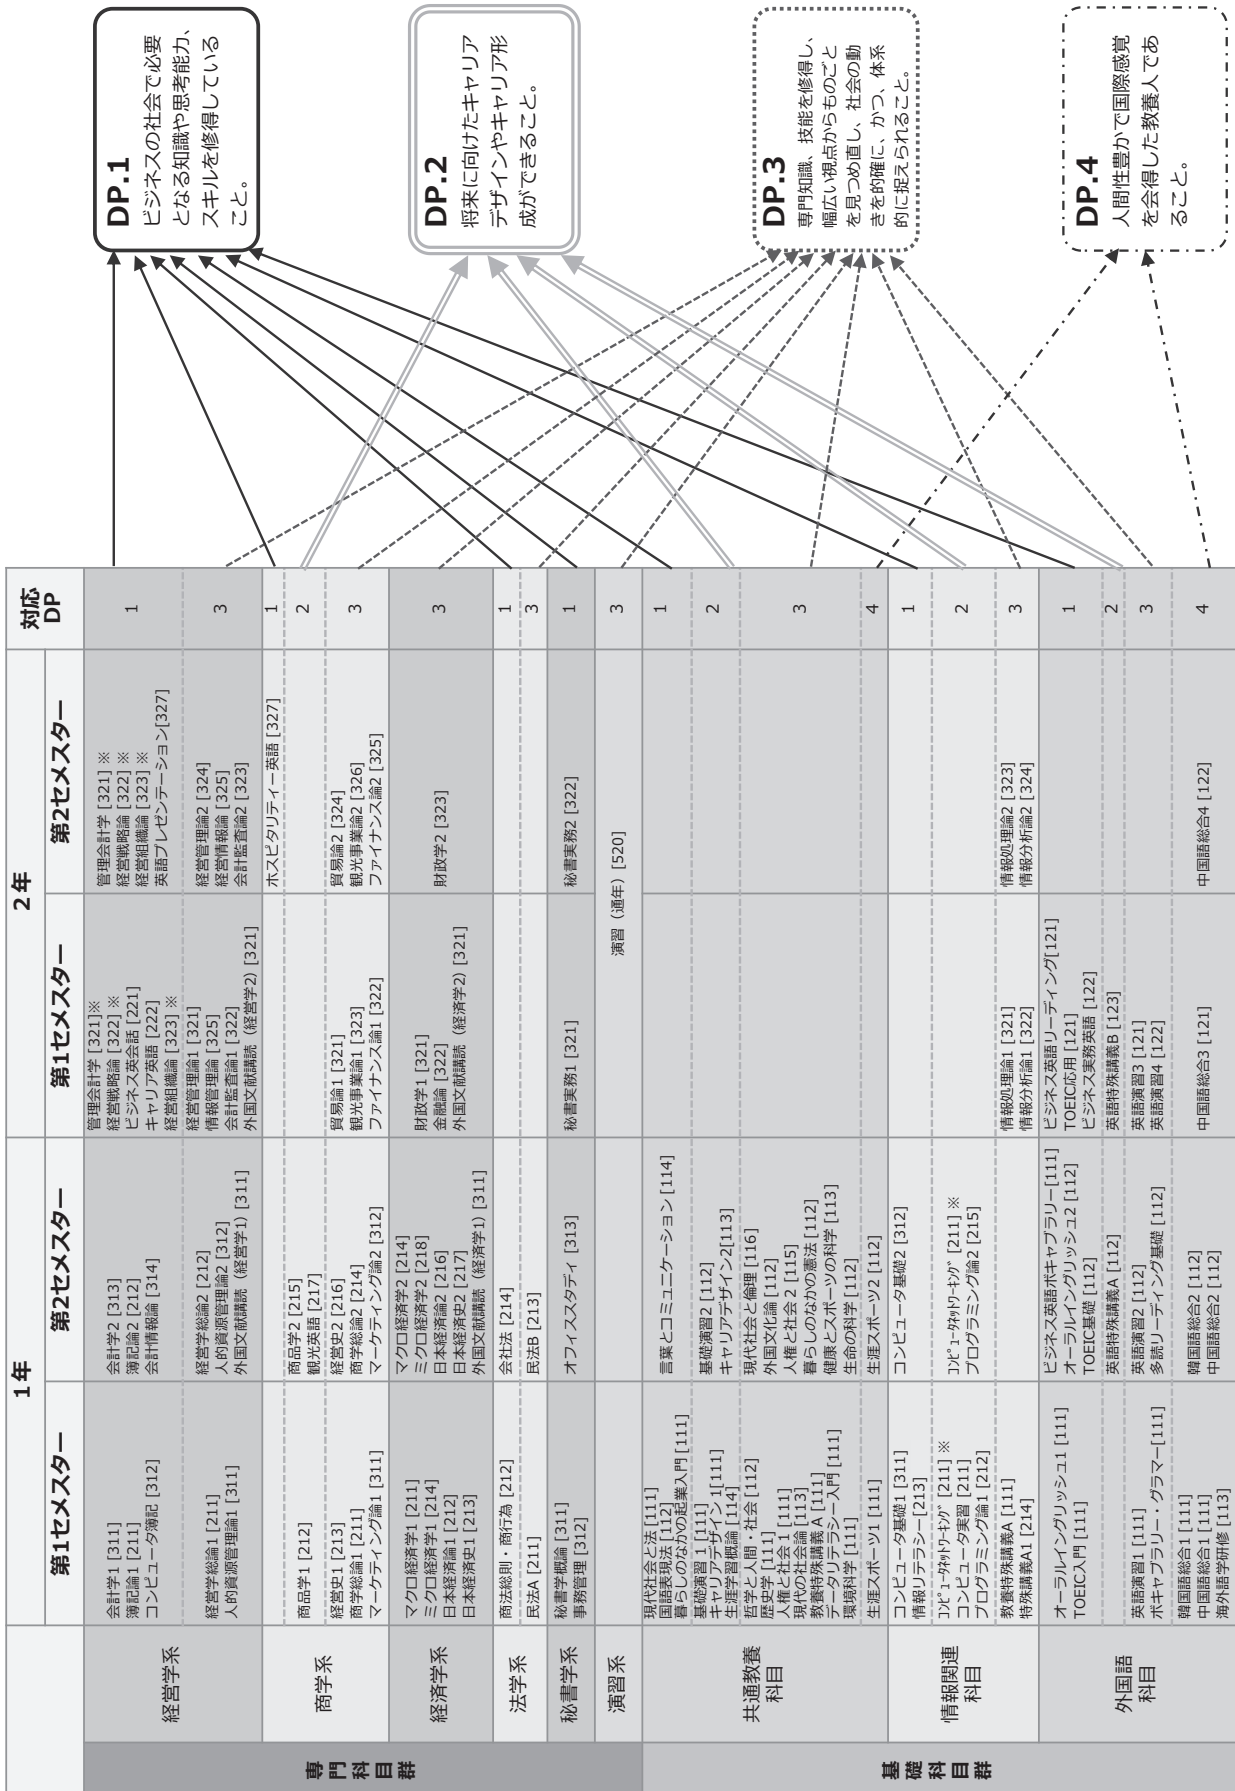 1年
2年
対応
DP
第1セメスター
第2セメスター
第1セメスター
第2セメスター
専門科目群
経営学系
会計学1 [311]
簿記論1 [211]
コンピュータ簿記 [312]
会計学2 [313]
簿記論2 [212]
会計情報論 [314]
管理会計学 [321]※
経営戦略論 [322] ※
ビジネス英会話 [221]
キャリア英語 [222]
経営組織論 [323] ※
管理会計学 [321] ※
経営戦略論 [322] ※
経営組織論 [323] ※
英語プレゼンテーション[327]
1
経営学総論1 [211]
人的資源管理論1 [311]
経営学総論2 [212]
人的資源管理論2 [312]
外国文献講読（経営学1）[311]
経営管理論1 [321]
情報管理論 [325]
会計監査論1 [322]
外国文献講読（経営学2）[321]
経営管理論2 [324]
経営情報論 [325]
会計監査論2 [323]
3
商学系
ホスピタリティー英語 [327]
1
商品学1 [212]
商品学2 [215]
観光英語 [217]
2
経営史1 [213]
商学総論1 [211]
マーケティング論1 [311]
経営史2 [216]
商学総論2 [214]
マーケティング論2 [312]
貿易論1 [321]
観光事業論1 [323]
ファイナンス論1 [322]
貿易論2 [324]
観光事業論2 [326]
ファイナンス論2 [325]
3
経済学系
マクロ経済学1 [211]
ミクロ経済学1 [214]
日本経済論1 [212]
日本経済史1 [213]
マクロ経済学2 [214]
ミクロ経済学2 [218]
日本経済論2 [216]
日本経済史2 [217]
外国文献講読（経済学1）[311]
財政学1 [321]
金融論 [322]
外国文献講読（経済学2）[321]
財政学2 [323]
3
法学系
商法総則・商行為 [212]
会社法 [214]
1
民法A [211]
民法B [213]
3
秘書学系
秘書学概論 [311]
事務管理 [312]
オフィススタディ [313]
秘書実務1 [321]
秘書実務2 [322]
1
演習系
演習（通年）[520]
3
基礎科目群
共通教養
科目
現代社会と法 [111]
国語表現法 [112]
暮らしのなかの起業入門 [111]
言葉とコミュニケーション [114]
1
基礎演習 1 [111]
キャリアデザイン 1[111]
生涯学習概論 [114]
基礎演習2 [112]
キャリアデザイン2[113]
2
哲学と人間・社会 [112]
歴史学 [111]
人権と社会 1 [111]
現代の社会論 [113]
教養特殊講義 A [111]
データリテラシー入門 [111]
環境科学 [111]
現代社会と倫理 [116]
外国文化論 [112]
人権と社会 2 [115]
暮らしのなかの憲法 [112]
健康とスポーツの科学 [113]
生命の科学 [112]
3
生涯スポーツ1 [111]
生涯スポーツ2 [112]
4
情報関連
科目
コンピュータ基礎1 [311]
情報リテラシー [213]
コンピュータ基礎2 [312]
1
ｺﾝﾋﾟｭｰﾀﾈｯﾄﾜｰｷﾝｸﾞ [211] ※
コンピュータ実習 [211]
プログラミング論1 [212]
ｺﾝﾋﾟｭｰﾀﾈｯﾄﾜｰｷﾝｸﾞ [211] ※
プログラミング論2 [215]
2
教養特殊講義A [111]
特殊講義A1 [214]
情報処理論1 [321]
情報分析論1 [322]
情報処理論2 [323]
情報分析論2 [324]
3
外国語
科目
オーラルイングリッシュ1 [111]
TOEIC入門 [111]
ビジネス英語ボキャブラリー[111]
オーラルイングリッシュ2 [112]
TOEIC基礎 [112]
ビジネス英語リーディング[121]
TOEIC応用 [121]
ビジネス実務英語 [122]
1
英語特殊講義A [112]
英語特殊講義B [123]
2
英語演習1 [111]
ボキャブラリー・グラマー[111]
英語演習2 [112]
多読リーディング基礎 [112]
英語演習3 [121]
英語演習4 [122]
3
韓国語総合1 [111]
中国語総合1 [111]
海外語学研修 [113]
韓国語総合2 [112]
中国語総合2 [112]
中国語総合3 [121]
中国語総合4 [122]
4
DP.1
ビジネスの社会で必要
となる知識や思考能力、
スキルを修得している
こと。
DP.2
将来に向けたキャリア
デザインやキャリア形
成ができること。
DP.3
専門知識、技能を修得し、
幅広い視点からものごと
を見つめ直し、社会の動
きを的確に、かつ、体系
的に捉えられること。
DP.4
人間性豊かで国際感覚
を会得した教養人であ
ること。